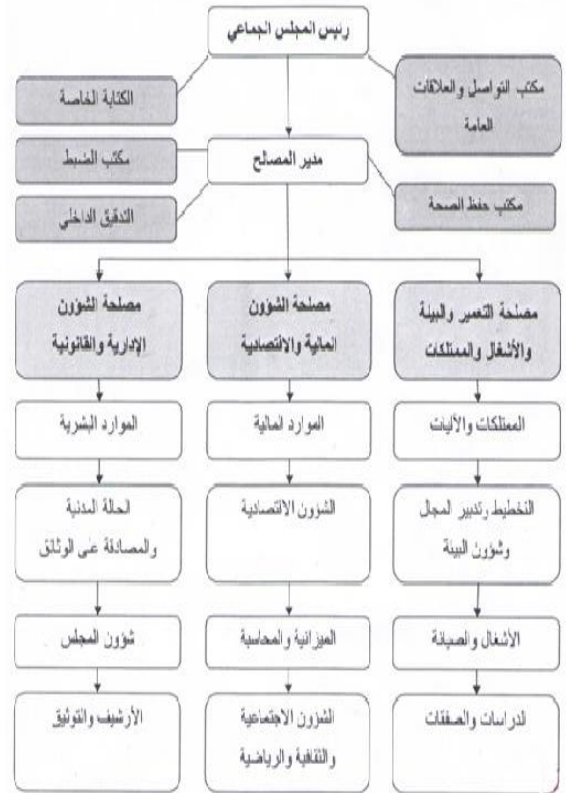 رئيس المجلس الجماعي
مكتب التواصل والعلاقات
العامة
الكتابة الخاصة
مكتب الضبط
مدير المصالح
التدقيق الداخلي
مكتب حفظ الصحة
مصلحة التعمير والبيئة
والأشغال والممتلكات
مصلحة الشؤون
المالية والاقتصادية
مصلحة الشؤون
الإدارية والقانونية
الممتلكات والآليات
الموارد المالية
الموارد البشرية
التخطيط وتدبير المجال
وشؤون البيئة
الشؤون الاقتصادية
الحالة المدنية
والمصادقة على الوثائق
الأشغال والصيانة
الميزانية والمحاسبة
شؤون المجلس
الدراسات والصفقات
الشؤون الاجتماعية
والثقافية والرياضية
الأرشيف والتوثيق